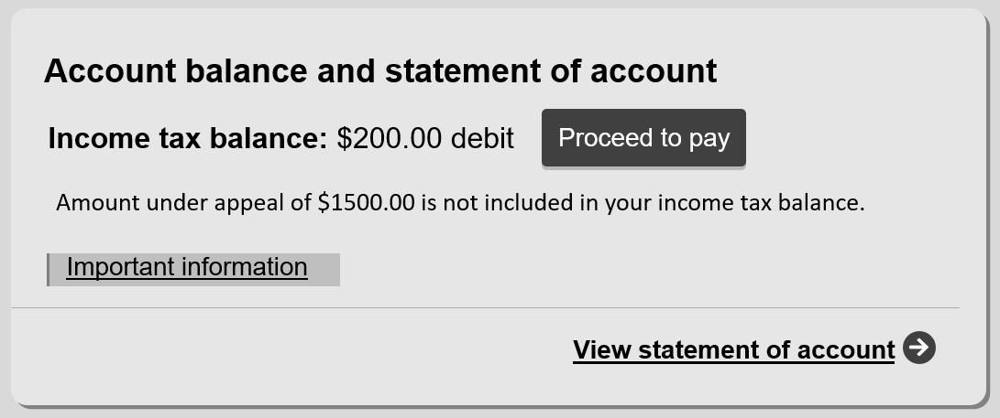 Account balance and statement of account
Income tax balance: $200.00 debit Proceed to pay
Amount under appeal of $1500.00 is not included in your income tax balance.
Important information
View statement of account